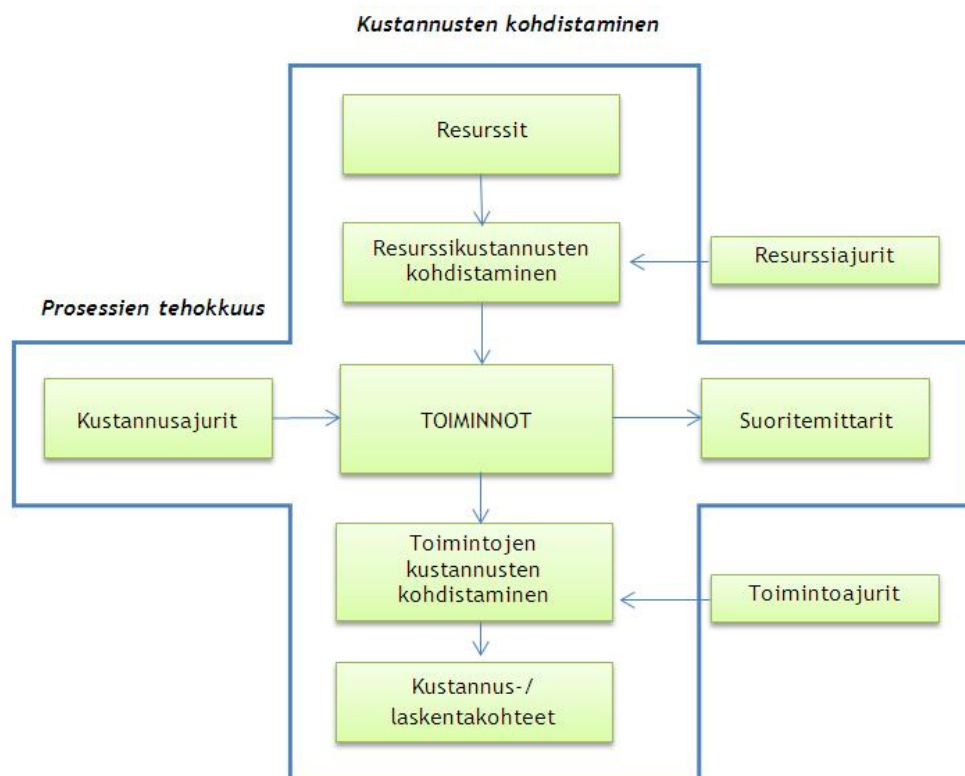 Kustannusten kohdistaminen
Resurssit
Resurssikustannusten
kohdistaminen
Resurssiajurit
Prosessien tehokkuus
Kustannusajurit
TOIMINNOT
Suoritemittarit
Toimintojen
kustannusten
kohdistaminen
Toimintoajurit
Kustannus-/
laskentakohteet